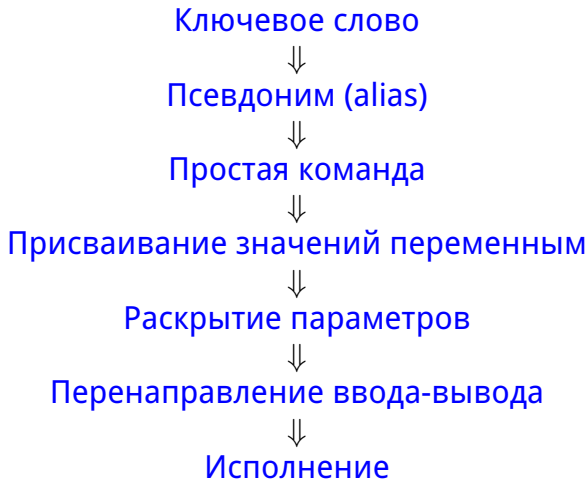 Ключевое слово
⇓
Псевдоним (alias)
⇓
Простая команда
⇓
Присваивание значений переменным
⇓
Раскрытие параметров
⇓
Перенаправление ввода-вывода
⇓
Исполнение